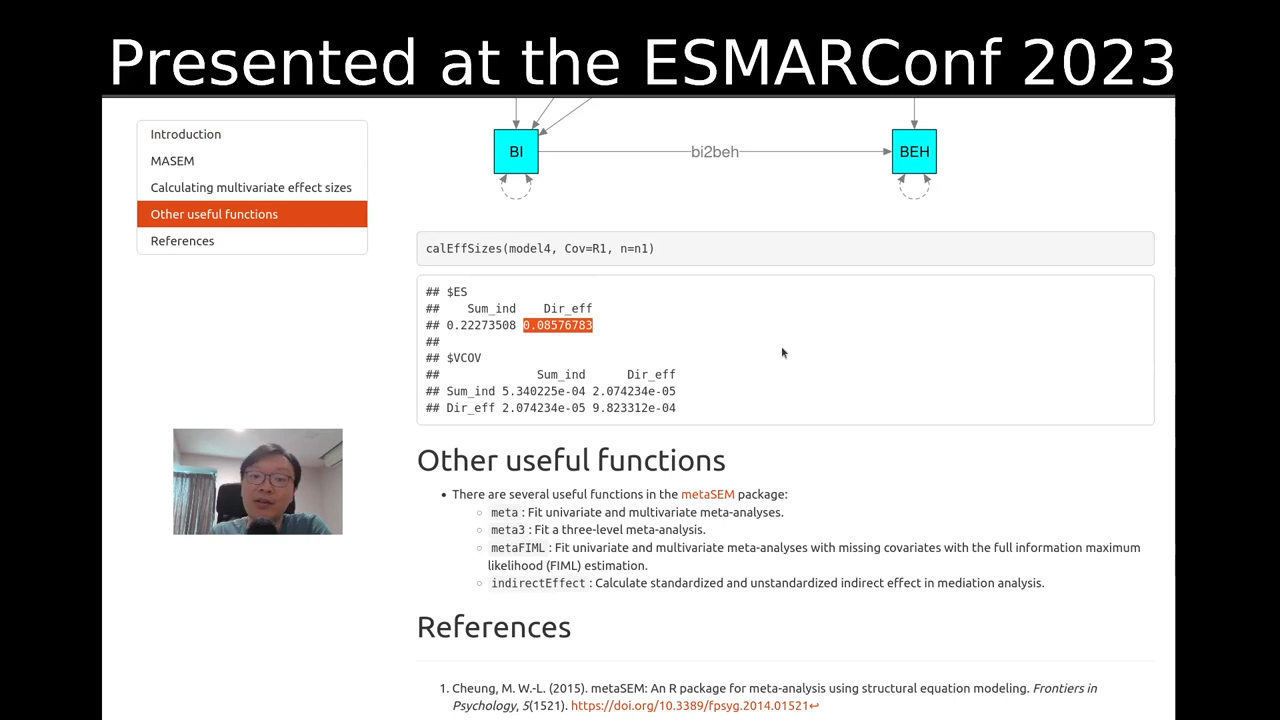 Presented at the ESMARConf 2023
Introduction
MASEM
Calculating multivariate effect sizes
Other useful functions
References
BI
bi2beh
BEH
calEffSizes(model4, Cov=R1, n=n1)
## $ES
##    Sum_ind    Dir_eff
## 0.22273508 0.08576783
##
## $VCOV
##              Sum_ind      Dir_eff
## Sum_ind 5.340225e-04 2.074234e-05
## Dir_eff 2.074234e-05 9.823312e-04
Other useful functions
• There are several useful functions in the metaSEM package:
○ meta : Fit univariate and multivariate meta-analyses.
○ meta3 : Fit a three-level meta-analysis.
○ metaFIML : Fit univariate and multivariate meta-analyses with missing covariates with the full information maximum
likelihood (FIML) estimation.
○ indirectEffect : Calculate standardized and unstandardized indirect effect in mediation analysis.
References
1. Cheung, M. W.-L. (2015). metaSEM: An R package for meta-analysis using structural equation modeling. Frontiers in
Psychology, 5(1521). https://doi.org/10.3389/fpsyg.2014.01521↩